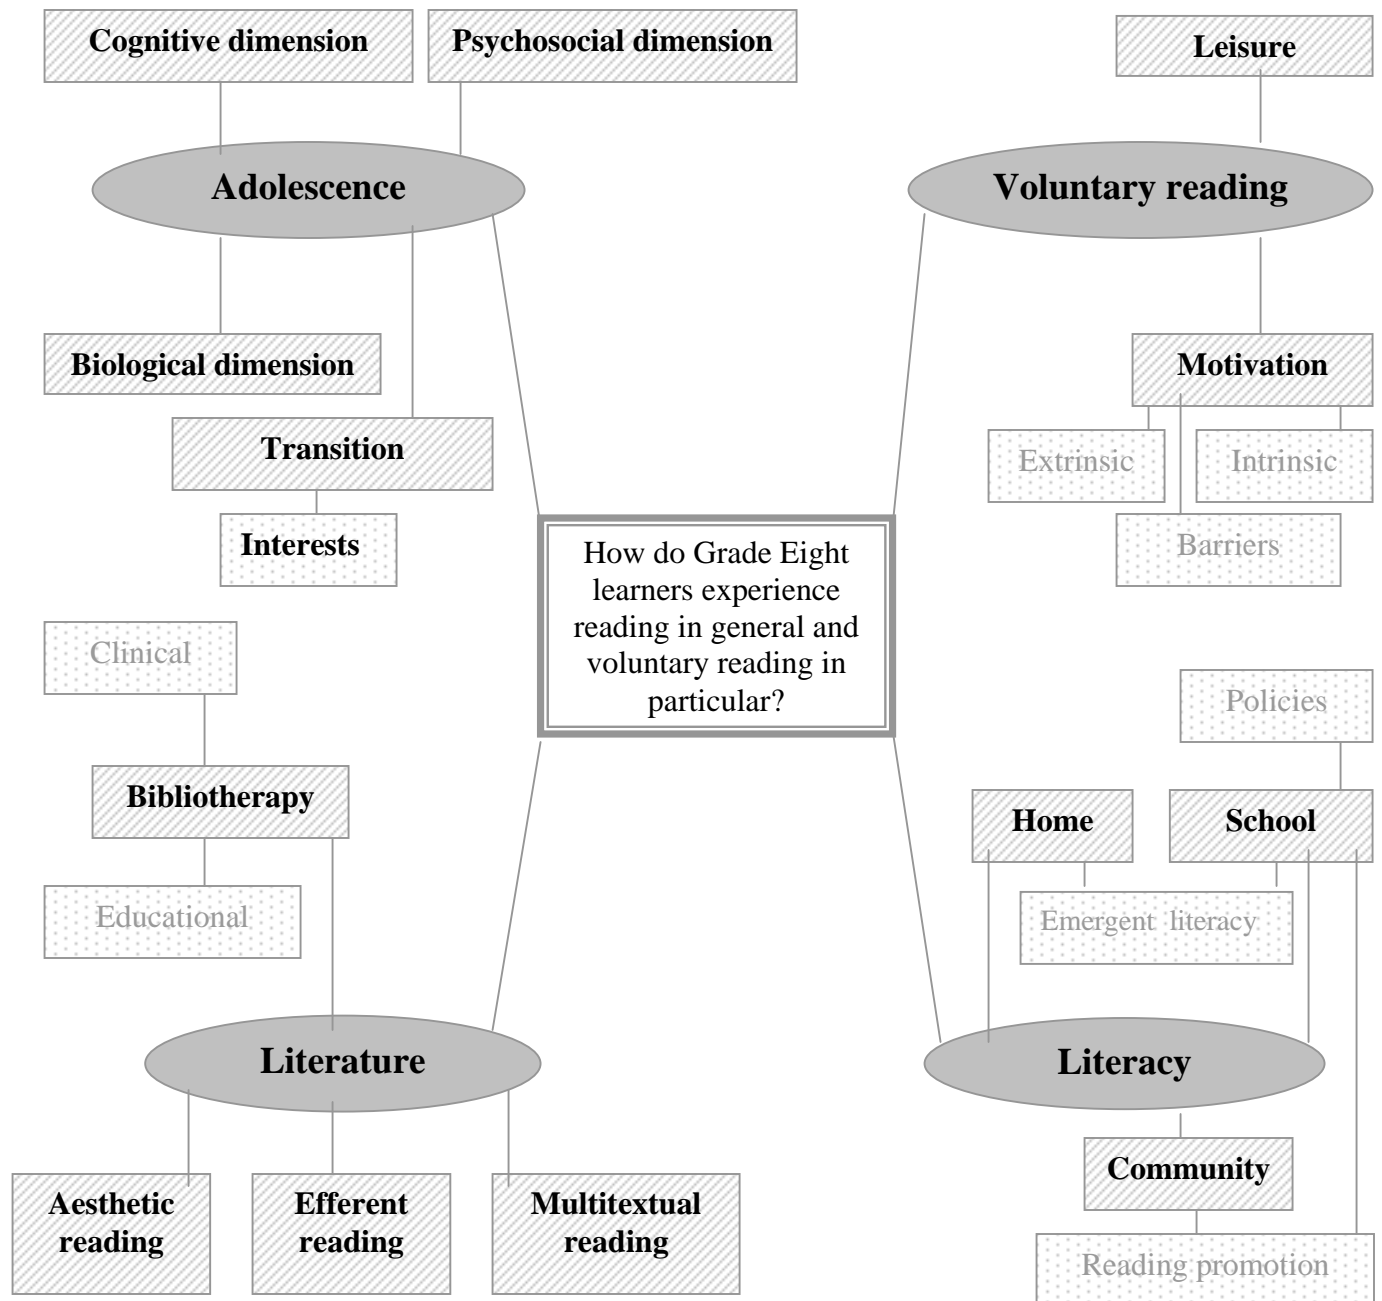 Cognitive dimension
Psychosocial dimension
Leisure
Adolescence
Voluntary reading
Biological dimension
Motivation
Transition
Extrinsic
Intrinsic
Interests
Barriers
How do Grade Eight
learners experience
reading in general and
voluntary reading in
particular?
Clinical
Policies
Bibliotherapy
Home
School
Educational
Emergent literacy
Literature
Literacy
Community
Aesthetic
reading
Efferent
reading
Multitextual
reading
Reading promotion